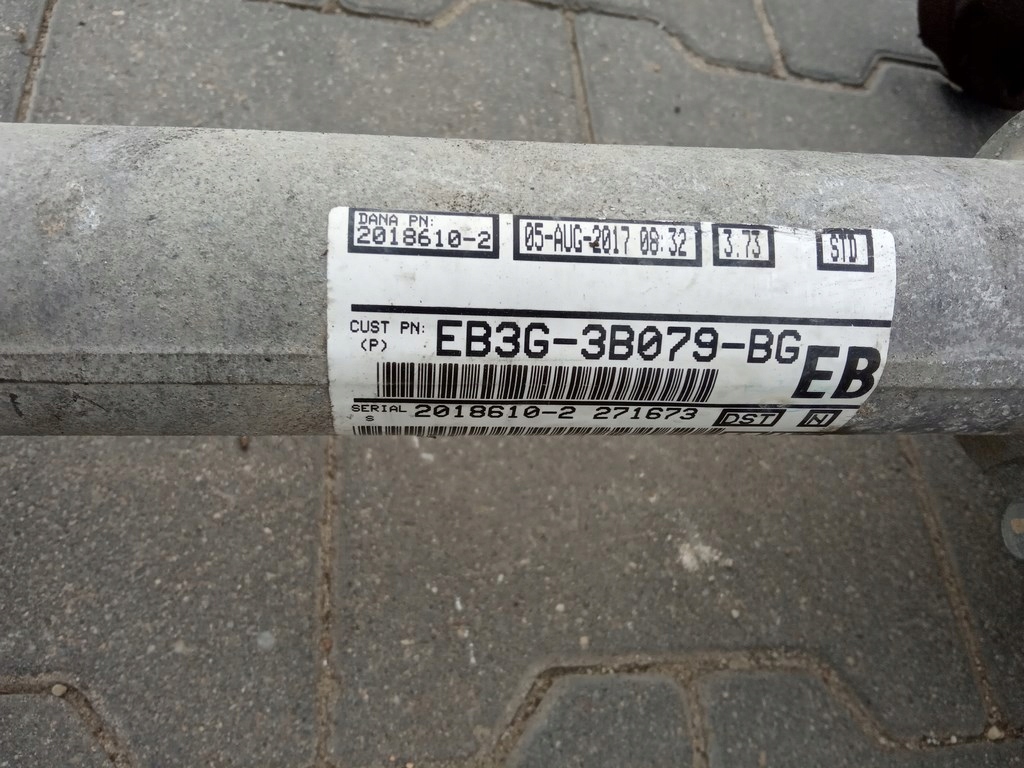 DANA PN:
2018610-2
05-AUG-2017 08:32
3.73
STD
CUST PN:
(P)
EB3G-3B079-BG
EB
SERIAL
S
2018610-2 271673
DST
N